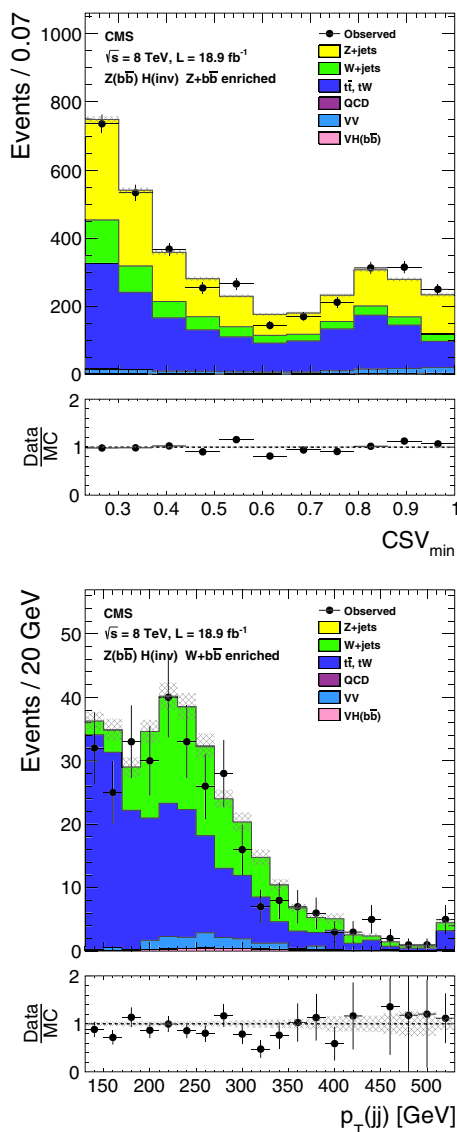 Events / 0.07
1000
800
600
400
200
0
CMS
√s = 8 TeV, L = 18.9 fb⁻¹
Z(bb̄) H(inv) Z+bb̄ enriched
Observed
Z+jets
W+jets
tt̄, tW
QCD
VV
VH(bb̄)
Data
MC
2
1
0
0.3 0.4 0.5 0.6 0.7 0.8 0.9 1
CSV_min
Events / 20 GeV
50
40
30
20
10
0
CMS
√s = 8 TeV, L = 18.9 fb⁻¹
Z(bb̄) H(inv) W+bb̄ enriched
Observed
Z+jets
W+jets
tt̄, tW
QCD
VV
VH(bb̄)
Data
MC
2
1
0
150 200 250 300 350 400 450 500
p_T(jj) [GeV]